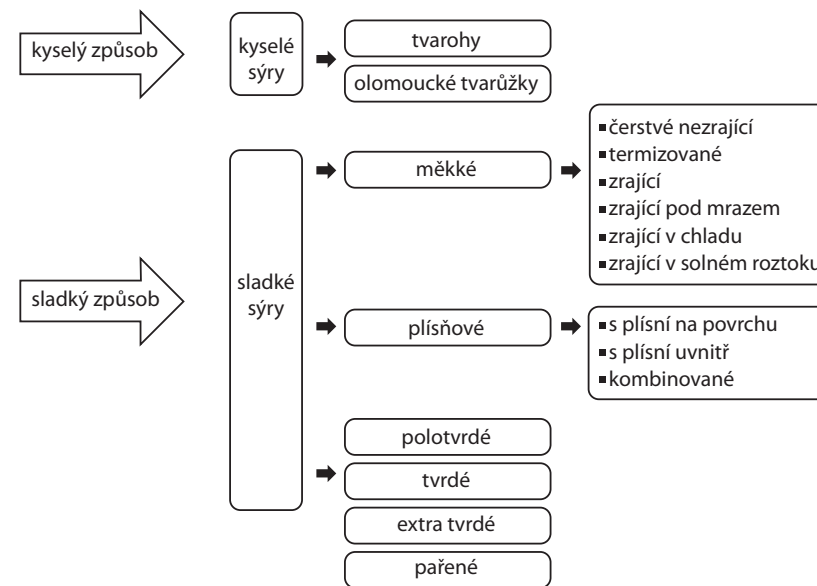 kyselý způsob
kyselé
sýry
tvarohy
olomoucké tvarůžky
sladký způsob
sladké
sýry
měkké
▪čerstvé nezrající
▪termizované
▪zrající
▪zrající pod mrazem
▪zrající v chladu
▪zrající v solném roztoku
plísňové
▪s plísní na povrchu
▪s plísní uvnitř
▪kombinované
polotvrdé
tvrdé
extra tvrdé
pařené